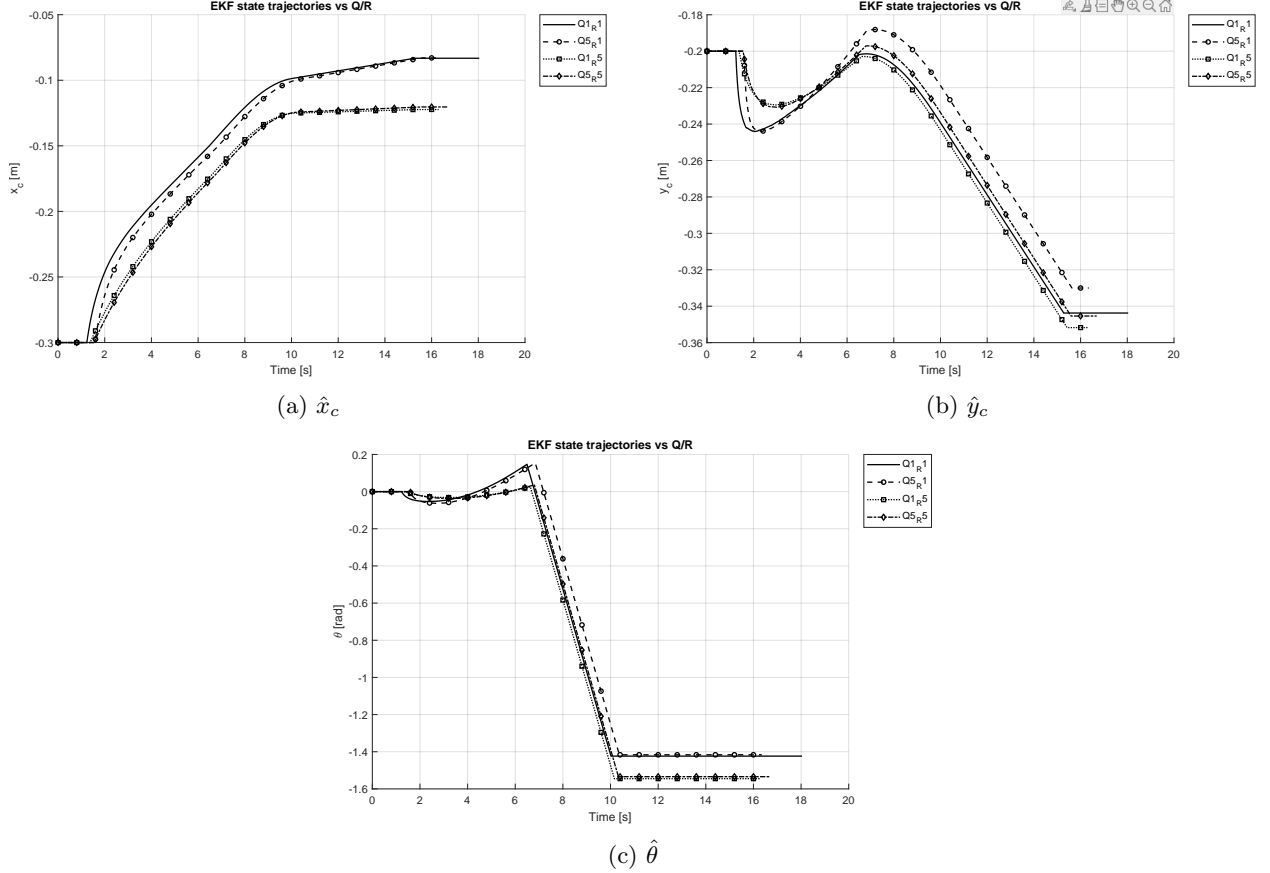 EKF state trajectories vs Q/R
-0.05
-0.1
-0.15
-0.2
-0.25
-0.3
x_c [m]
0 2 4 6 8 10 12 14 16 18 20
Time [s]
Q1_R1
Q5_R1
Q1_R5
Q5_R5
(a) x̂_c
EKF state trajectories vs Q/R
-0.18
-0.2
-0.22
-0.24
-0.26
-0.28
-0.3
-0.32
-0.34
-0.36
y_c [m]
0 2 4 6 8 10 12 14 16 18 20
Time [s]
Q1_R1
Q5_R1
Q1_R5
Q5_R5
(b) ŷ_c
EKF state trajectories vs Q/R
0.2
0
-0.2
-0.4
-0.6
-0.8
-1
-1.2
-1.4
-1.6
θ [rad]
0 2 4 6 8 10 12 14 16 18 20
Time [s]
Q1_R1
Q5_R1
Q1_R5
Q5_R5
(c) θ̂